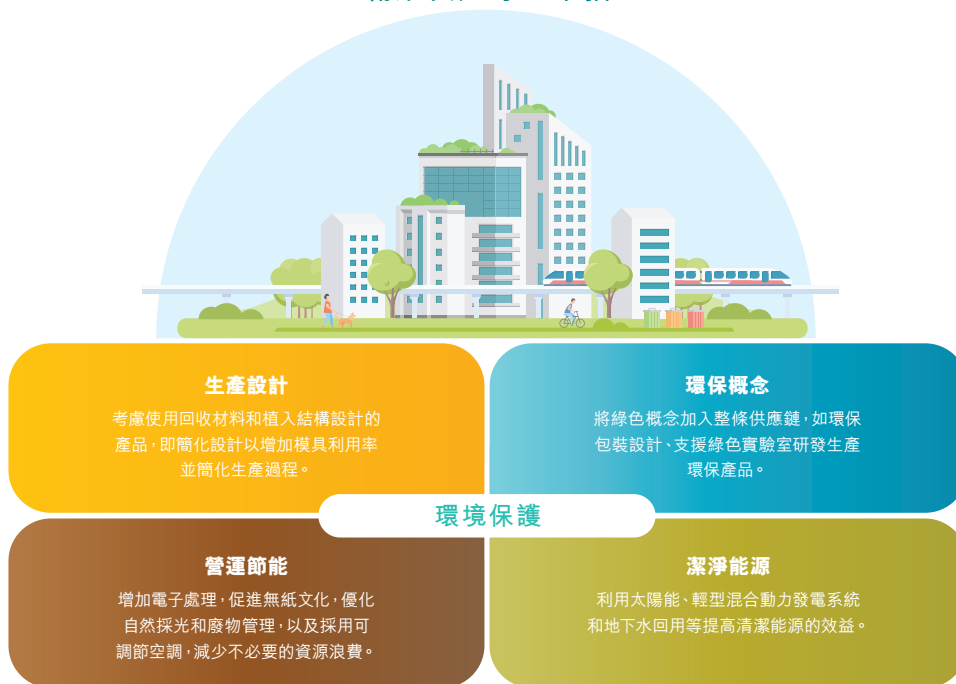 生產設計
考慮使用回收材料和植入結構設計的
產品，即簡化設計以增加模具利用率
並簡化生產過程。
環保概念
將綠色概念加入整條供應鏈，如環保
包裝設計、支援綠色實驗室研發生產
環保產品。
環境保護
營運節能
增加電子處理，促進無紙文化，優化
自然採光和廢物管理，以及採用可
調節空調，減少不必要的資源浪費。
潔淨能源
利用太陽能、輕型混合動力發電系統
和地下水回用等提高清潔能源的效益。